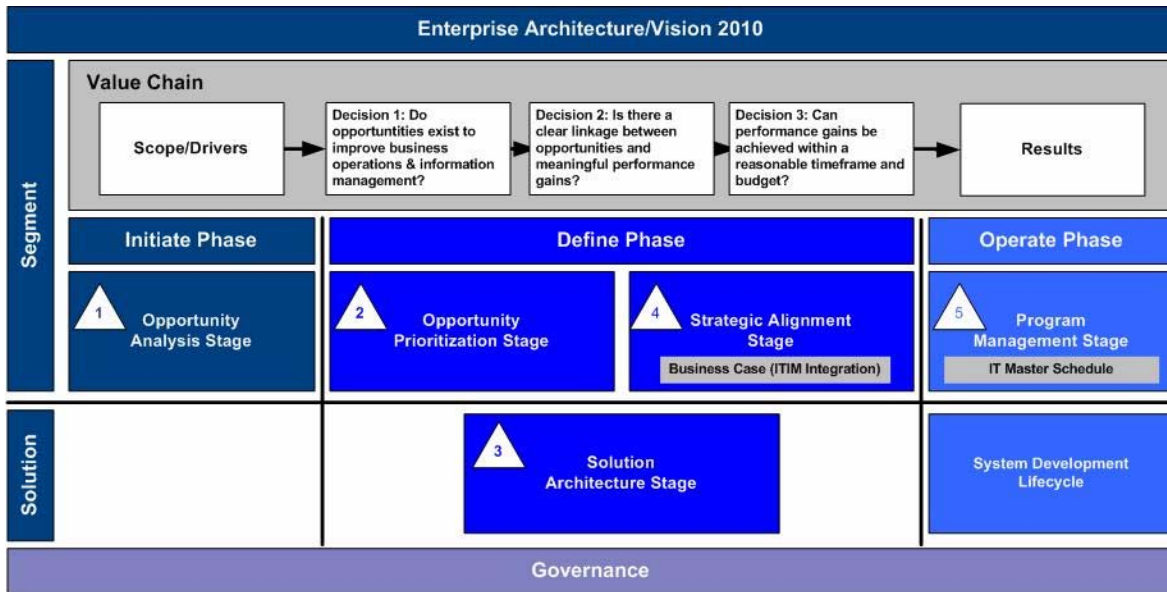 Enterprise Architecture/Vision 2010
Segment
Value Chain
Scope/Drivers
Decision 1: Do
opportuntities exist to
improve business
operations & information
management?
Decision 2: Is there a
clear linkage between
opportunities and
meaningful performance
gains?
Decision 3: Can
performance gains be
achieved within a
reasonable timeframe and
budget?
Results
Initiate Phase
Define Phase
Operate Phase
1
Opportunity
Analysis Stage
2
Opportunity
Prioritization Stage
4
Strategic Alignment
Stage
Business Case (ITIM Integration)
5
Program
Management Stage
IT Master Schedule
Solution
3
Solution
Architecture Stage
System Development
Lifecycle
Governance